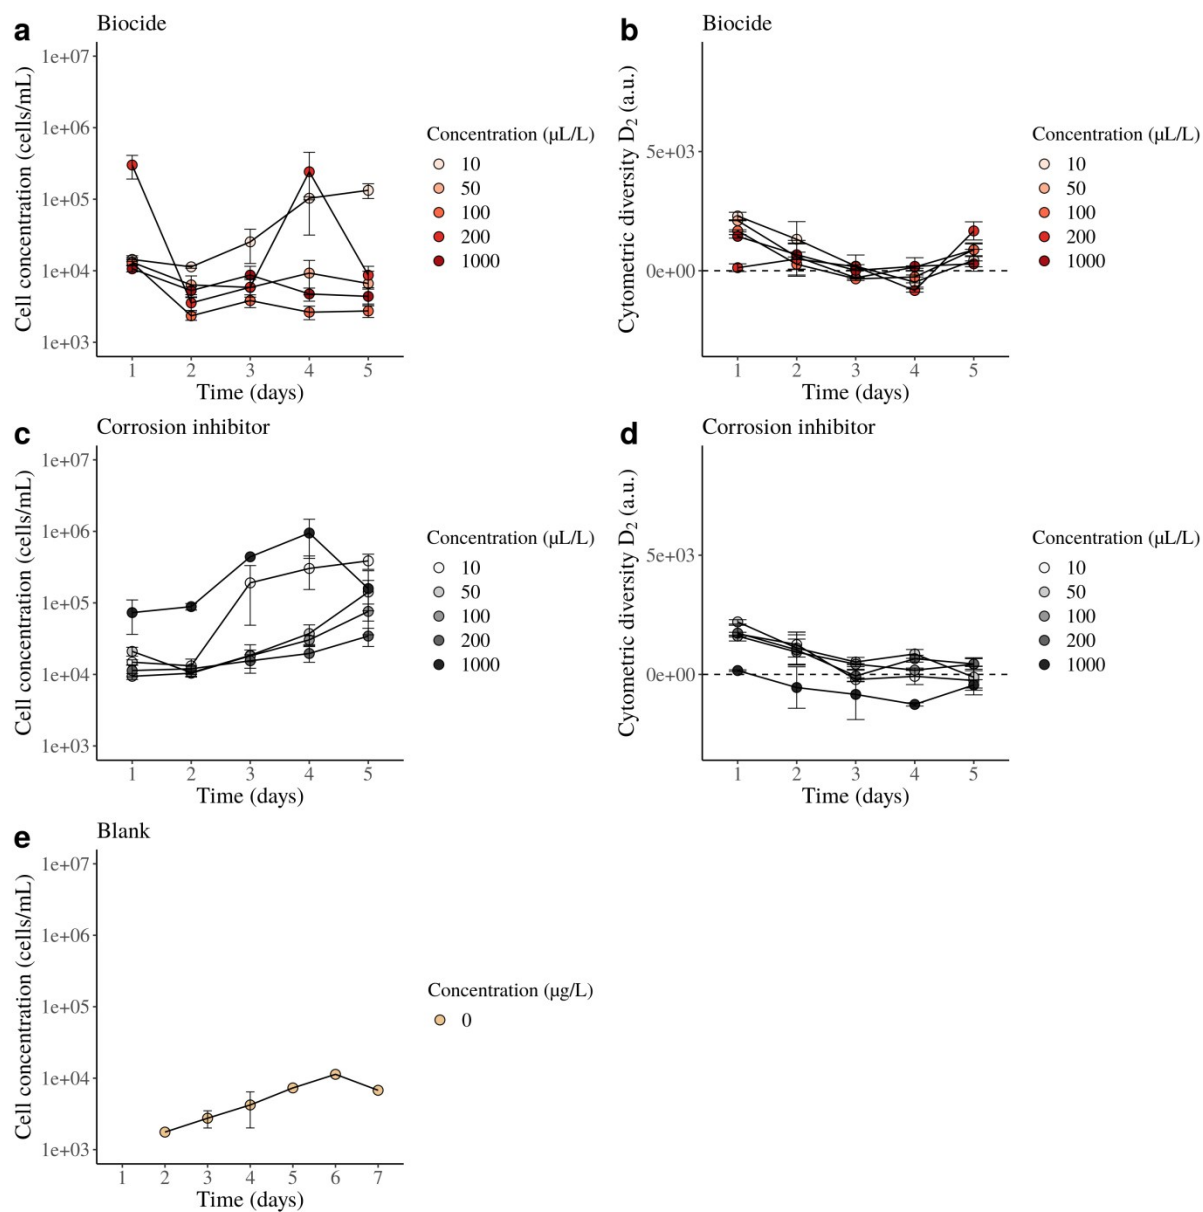 a Biocide
Cell concentration (cells/mL)
1e+07
1e+06
1e+05
1e+04
1e+03
1 2 3 4 5
Time (days)
Concentration (µL/L)
10
50
100
200
1000
b Biocide
Cytometric diversity D₂ (a.u.)
5e+03
0e+00
1 2 3 4 5
Time (days)
Concentration (µL/L)
10
50
100
200
1000
c Corrosion inhibitor
Cell concentration (cells/mL)
1e+07
1e+06
1e+05
1e+04
1e+03
1 2 3 4 5
Time (days)
Concentration (µL/L)
10
50
100
200
1000
d Corrosion inhibitor
Cytometric diversity D₂ (a.u.)
5e+03
0e+00
1 2 3 4 5
Time (days)
Concentration (µL/L)
10
50
100
200
1000
e Blank
Cell concentration (cells/mL)
1e+07
1e+06
1e+05
1e+04
1e+03
1 2 3 4 5 6 7
Time (days)
Concentration (µg/L)
0